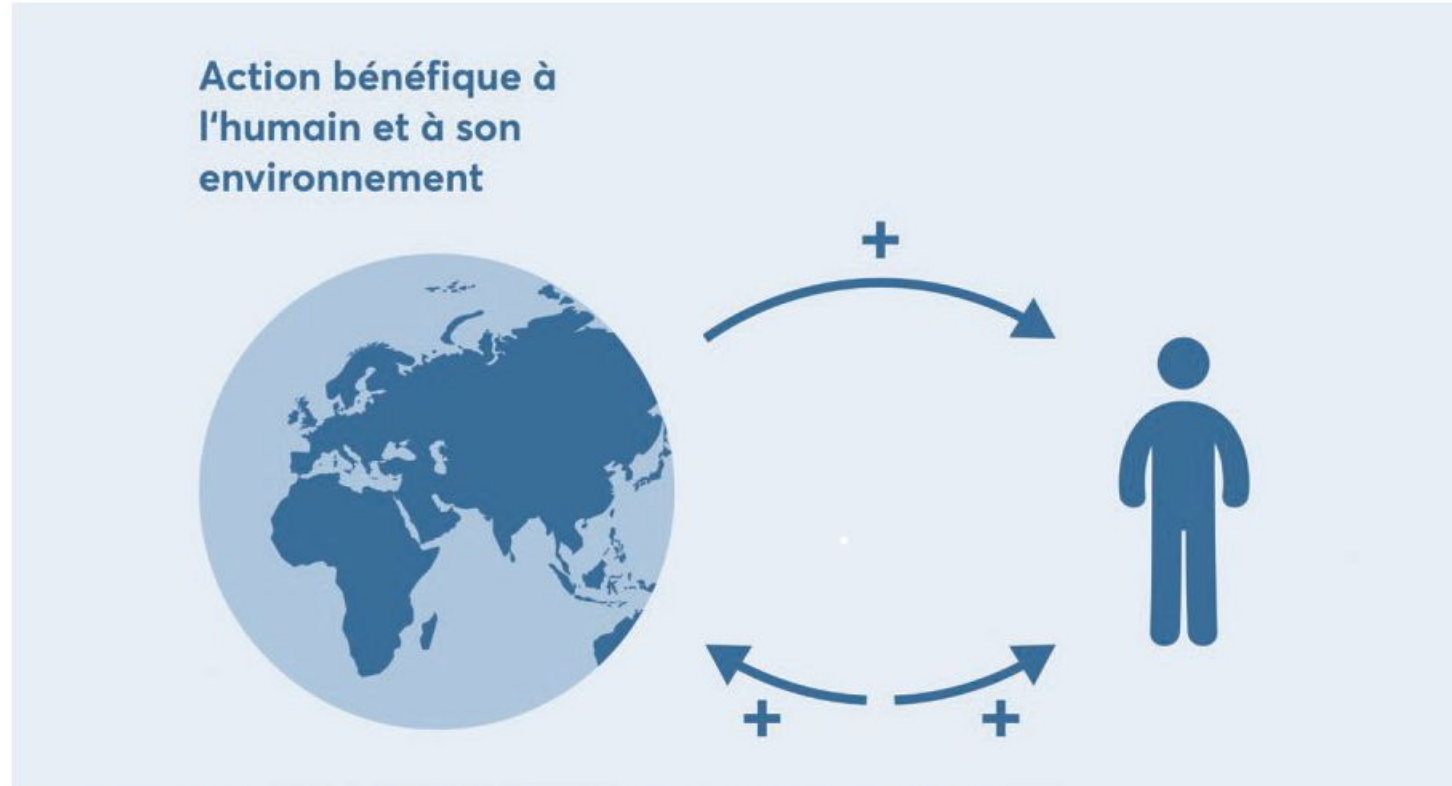 Action bénéfique à
l'humain et à son
environnement
+
+ +